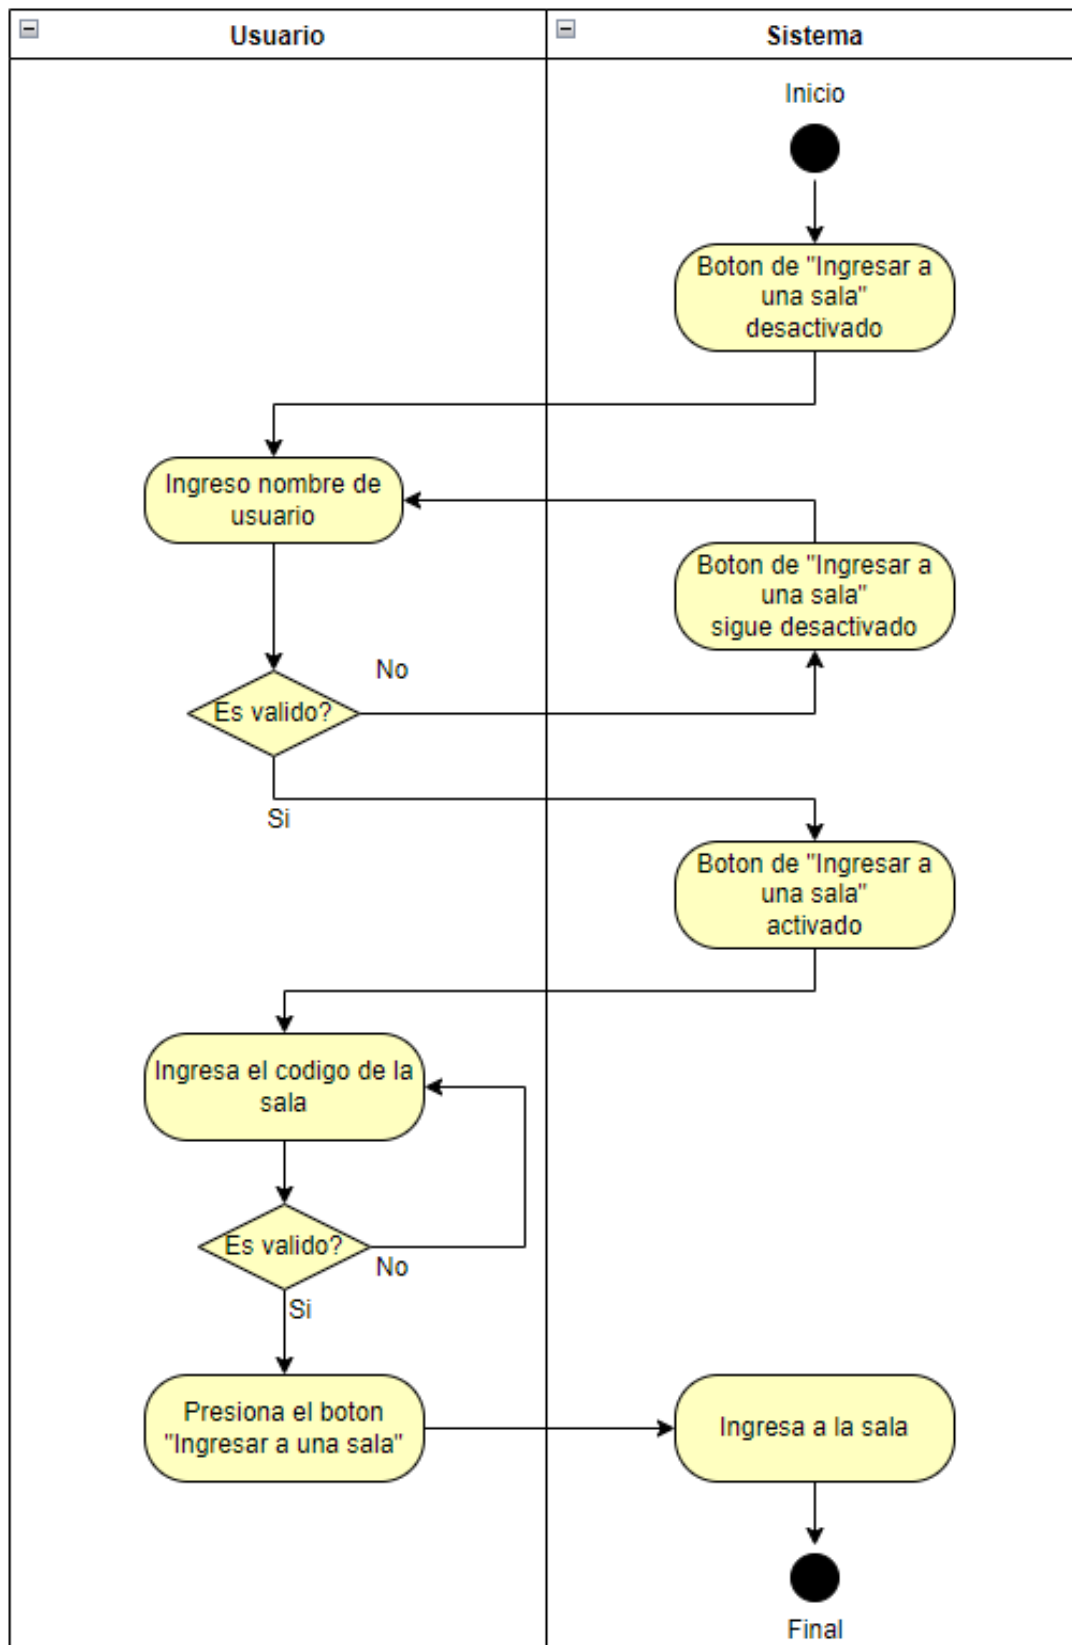 Usuario
Sistema
Inicio
Boton de "Ingresar a
una sala"
desactivado
Ingreso nombre de
usuario
Boton de "Ingresar a
una sala"
sigue desactivado
No
Es valido?
Si
Boton de "Ingresar a
una sala"
activado
Ingresa el codigo de la
sala
Es valido?
No
Si
Presiona el boton
"Ingresar a una sala"
Ingresa a la sala
Final